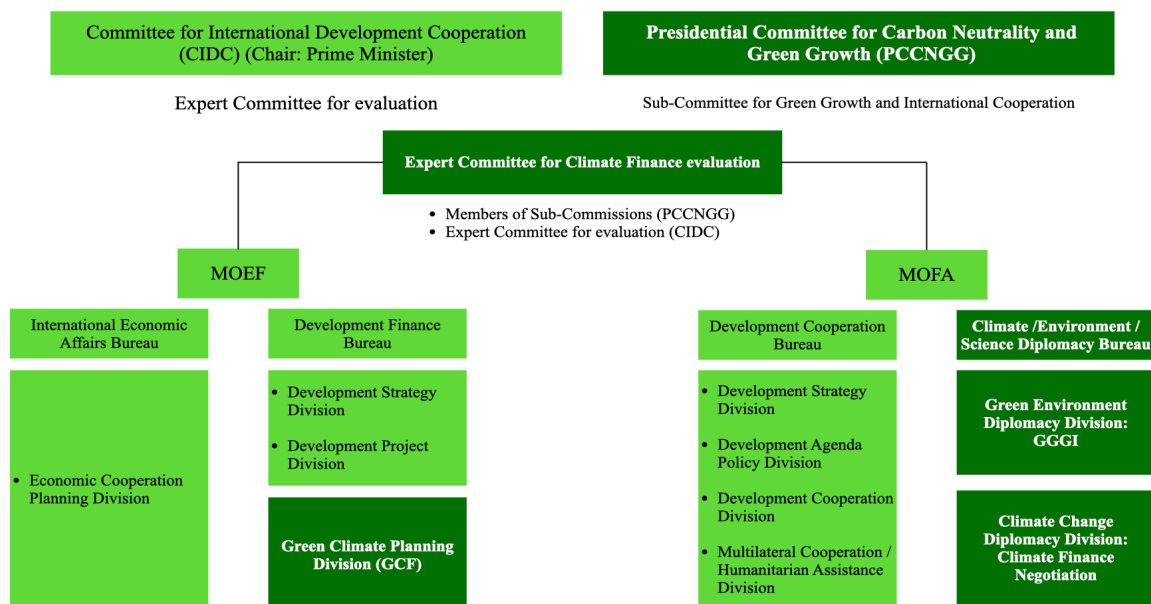 Committee for International Development Cooperation
(CIDC) (Chair: Prime Minister)
Presidential Committee for Carbon Neutrality and
Green Growth (PCCNGG)
Expert Committee for evaluation
Sub-Committee for Green Growth and International Cooperation
Expert Committee for Climate Finance evaluation
• Members of Sub-Commissions (PCCNGG)
• Expert Committee for evaluation (CIDC)
MOEF
MOFA
International Economic
Affairs Bureau
Development Finance
Bureau
Development Cooperation
Bureau
Climate /Environment /
Science Diplomacy Bureau
• Economic Cooperation
Planning Division
• Development Strategy
Division
• Development Project
Division
Green Climate Planning
Division (GCF)
• Development Strategy
Division
• Development Agenda
Policy Division
• Development Cooperation
Division
• Multilateral Cooperation /
Humanitarian Assistance
Division
Green Environment
Diplomacy Division:
GGGI
Climate Change
Diplomacy Division:
Climate Finance
Negotiation